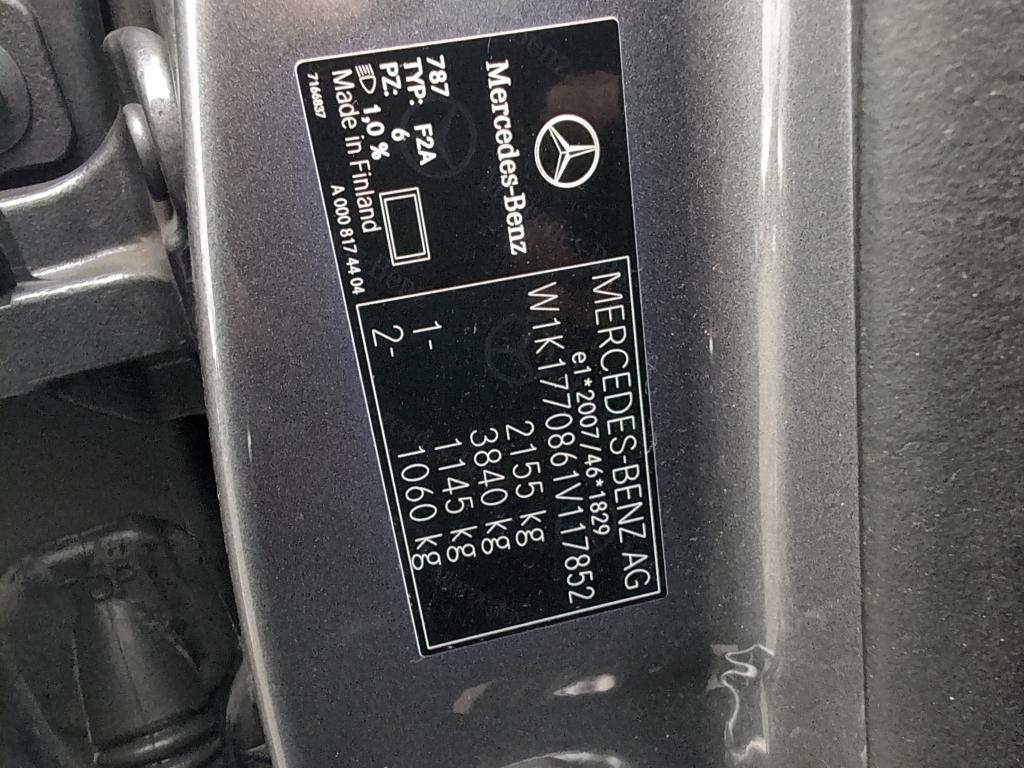 Mercedes-Benz
787
TYP: F2A
PZ: 6
1,0 %
Made in Finland
7166837
A 000 817 44 04
MERCEDES-BENZ AG
e1*2007/46*1829
W1K1770861V117852
2155 kg
3840 kg
1- 1145 kg
2- 1060 kg